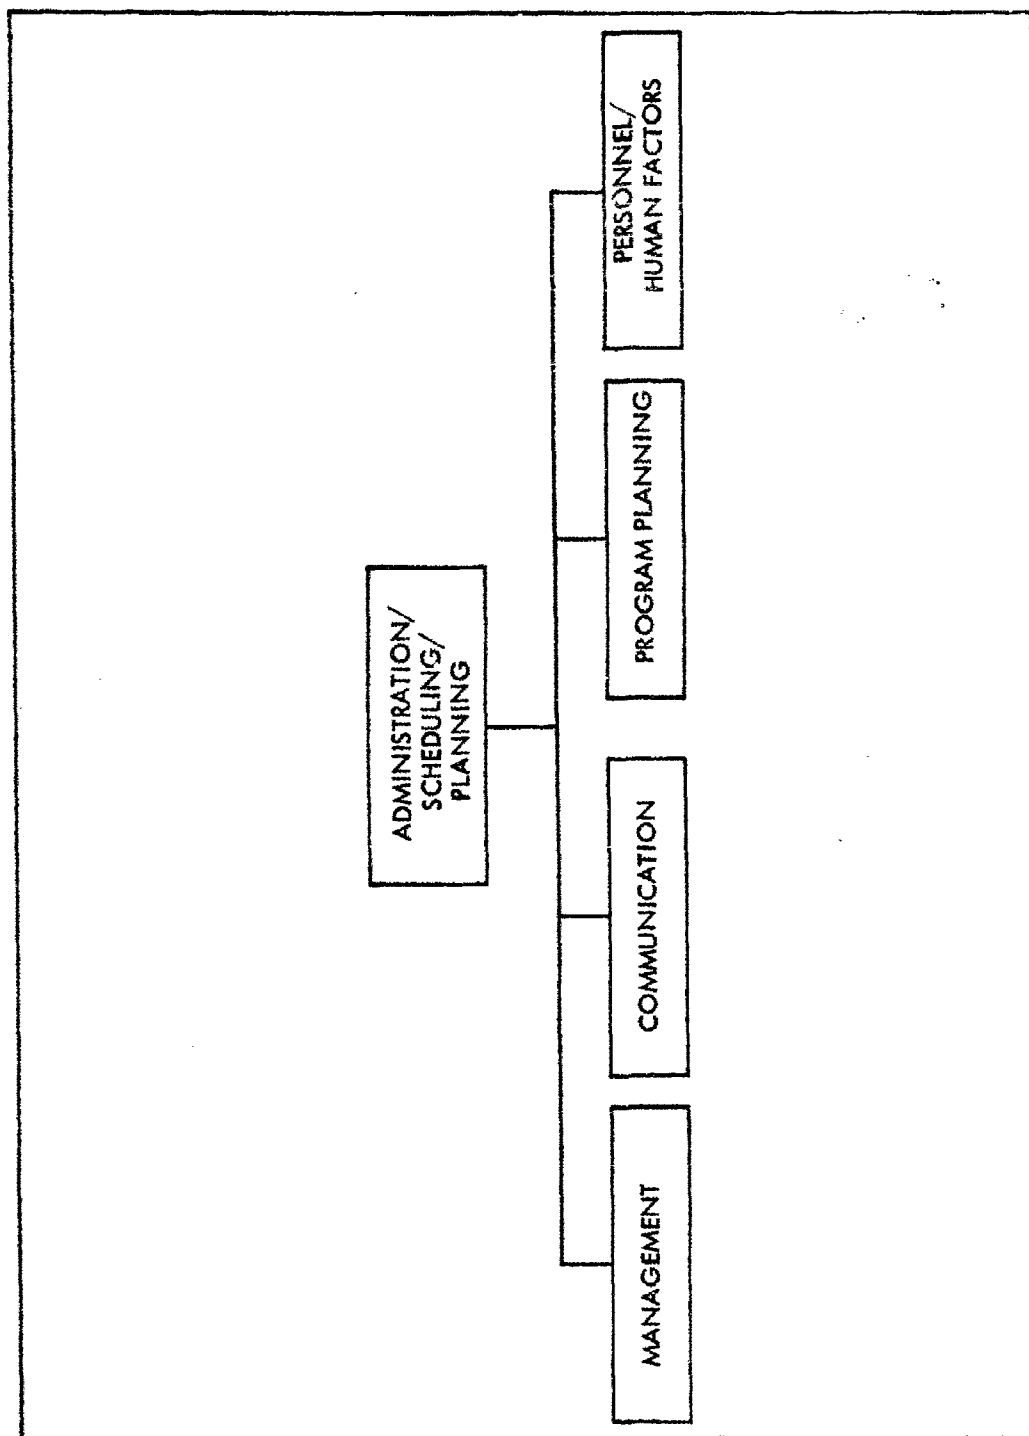 ADMINISTRATION/
SCHEDULING/
PLANNING
MANAGEMENT
COMMUNICATION
PROGRAM PLANNING
PERSONNEL/
HUMAN FACTORS